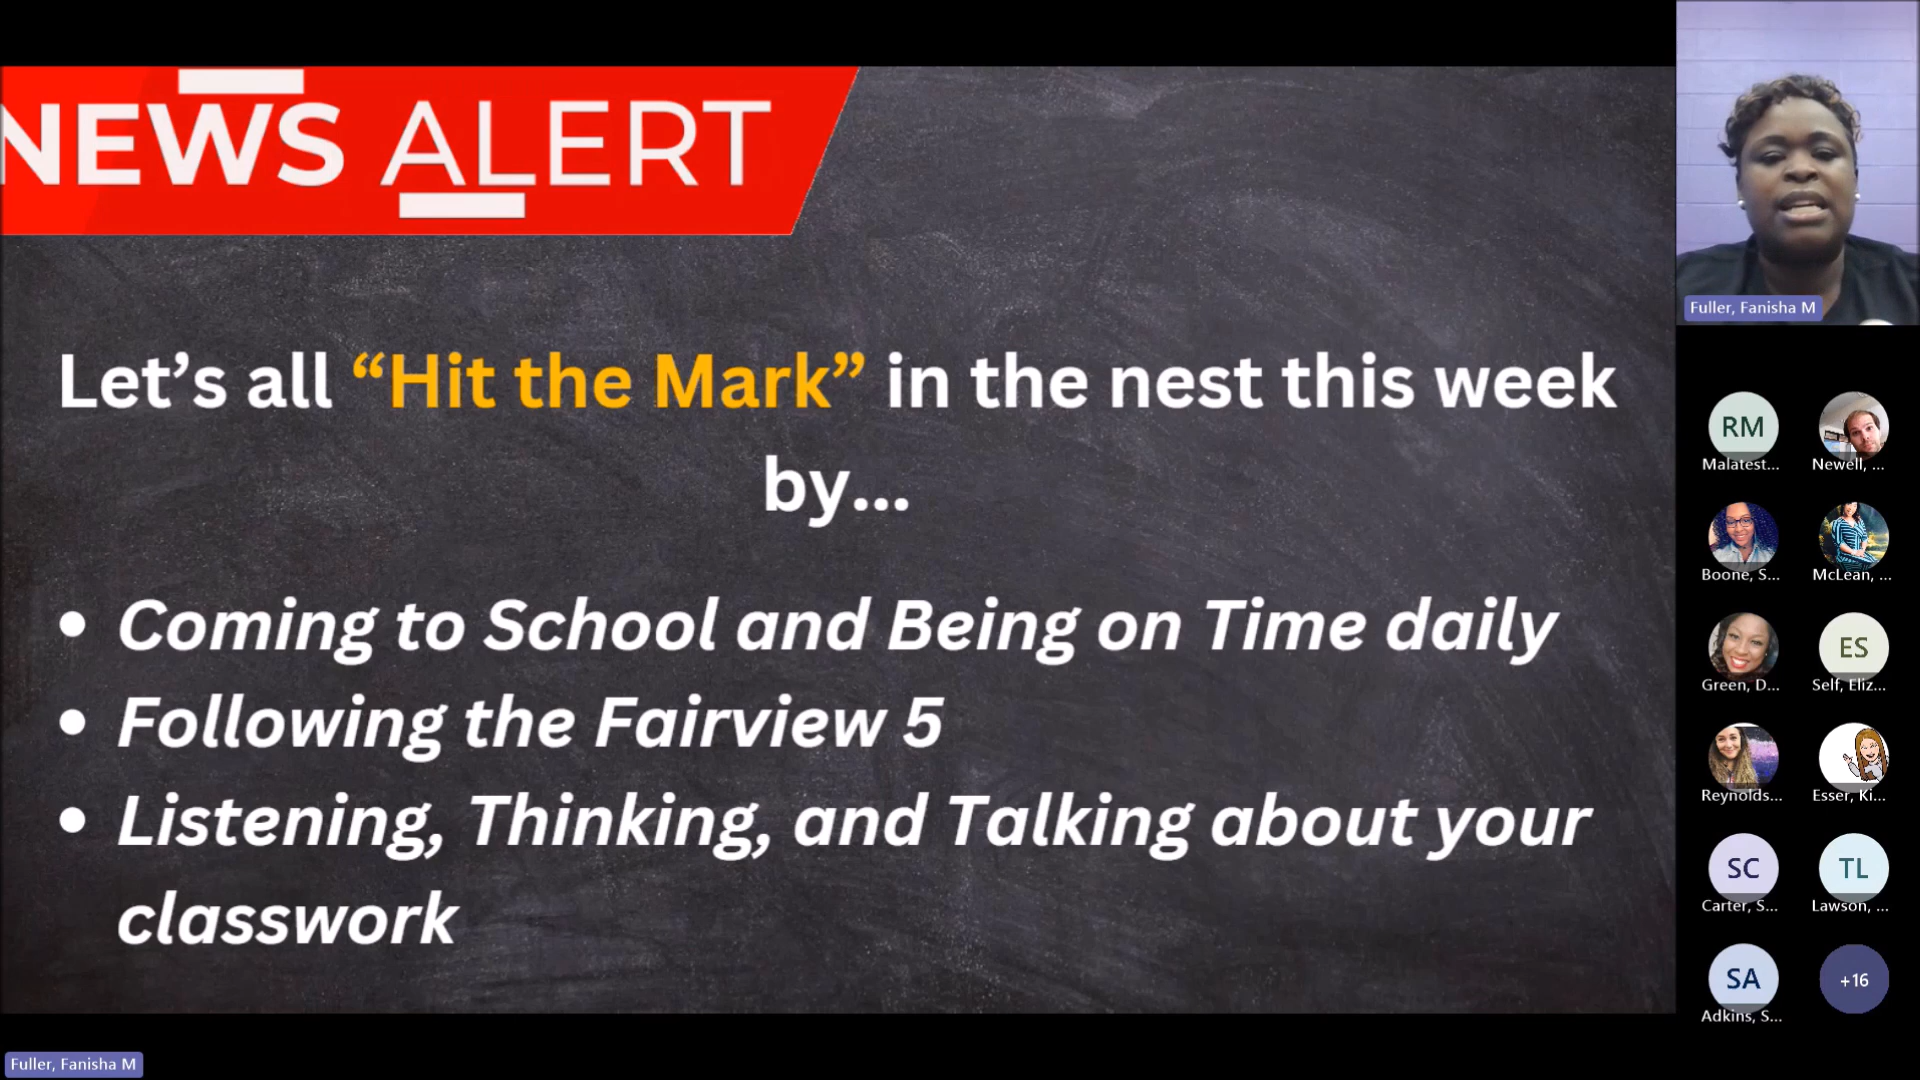 NEWS ALERT
Let’s all “Hit the Mark” in the nest this week
by...
• Coming to School and Being on Time daily
• Following the Fairview 5
• Listening, Thinking, and Talking about your
classwork
Fuller, Fanisha M
RM
Malatest...
Newell, ...
Boone, S...
McLean, ...
Green, D...
ES
Self, Eliz...
Reynolds...
Esser, Ki...
SC
Carter, S...
TL
Lawson, ...
SA
Adkins, S...
+16
Fuller, Fanisha M